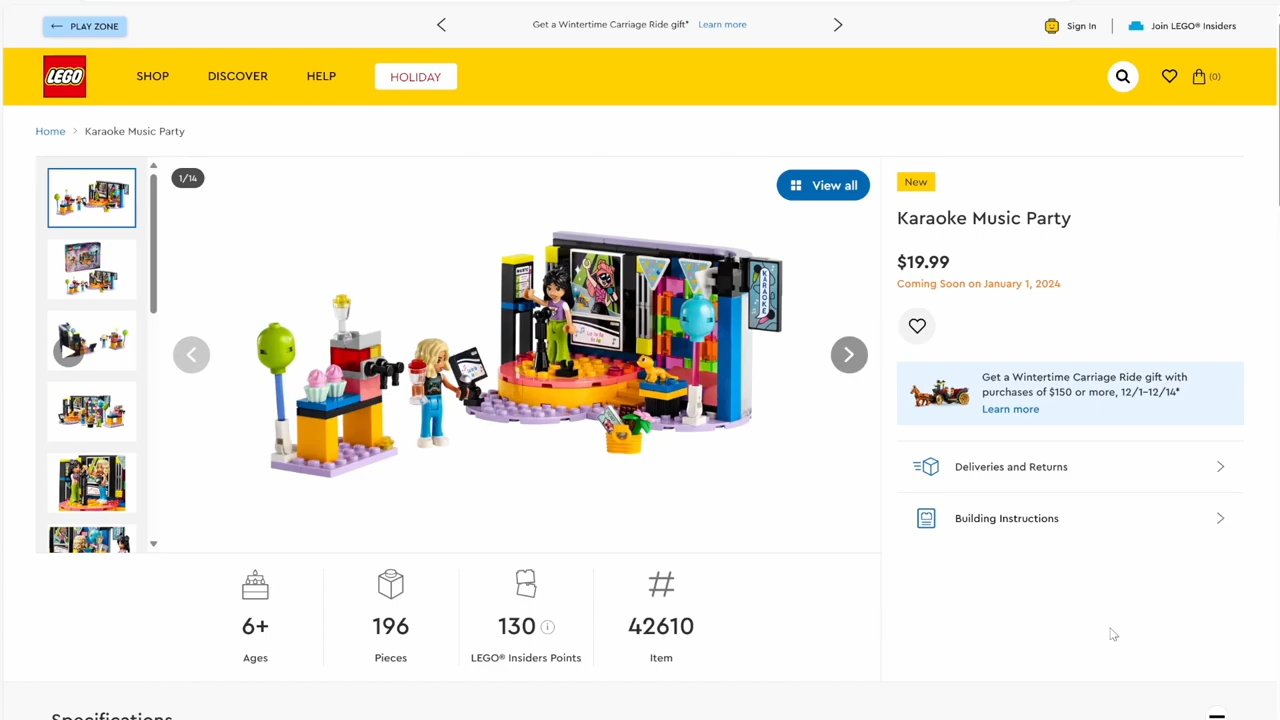 PLAY ZONE
Get a Wintertime Carriage Ride gift* Learn more
Sign In
Join LEGO® Insiders
LEGO
SHOP
DISCOVER
HELP
HOLIDAY
(0)
Home > Karaoke Music Party
1/14
View all
KARAOKE
New
Karaoke Music Party
$19.99
Coming Soon on January 1, 2024
Get a Wintertime Carriage Ride gift with
purchases of $150 or more, 12/1-12/14*
Learn more
Deliveries and Returns
Building Instructions
6+
Ages
196
Pieces
130
LEGO® Insiders Points
42610
Item
Specifications